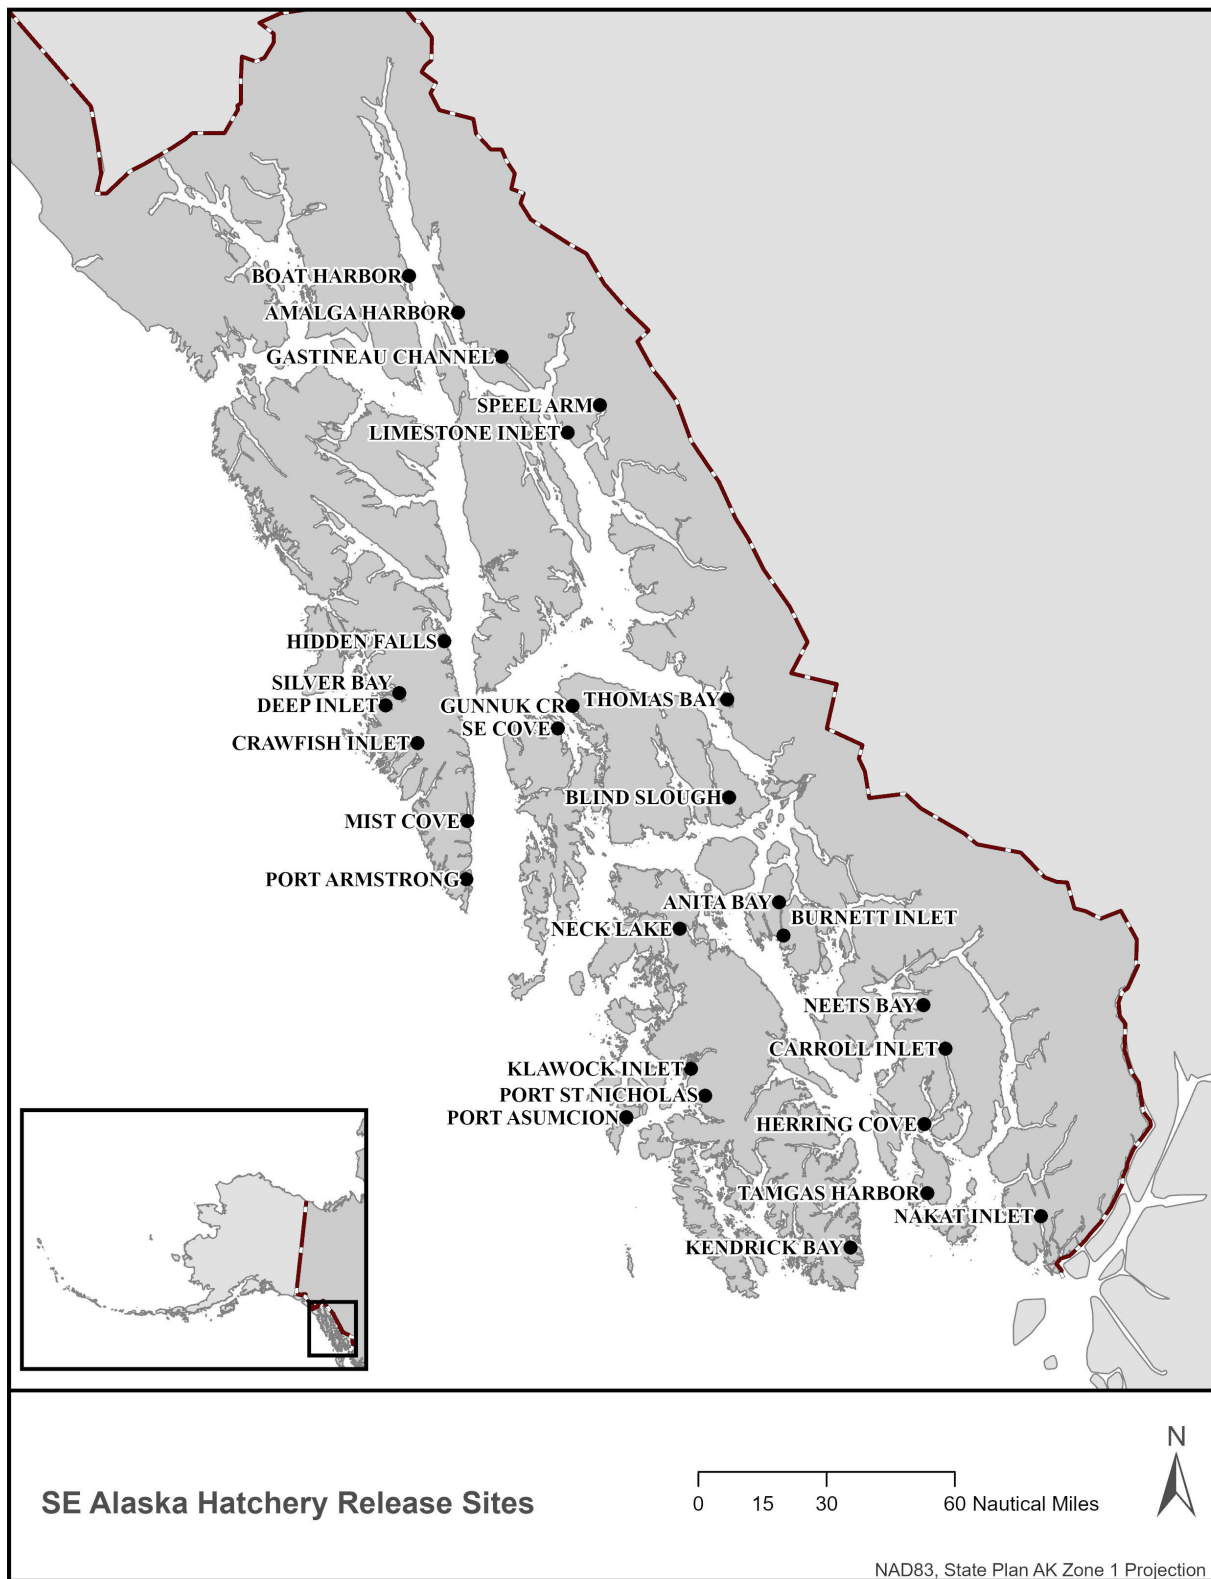 BOAT HARBOR
AMALGA HARBOR
GASTINEAU CHANNEL
SPEEL ARM
LIMESTONE INLET
HIDDEN FALLS
SILVER BAY
THOMAS BAY
DEEP INLET
GUNNUK CR
SE COVE
CRAWFISH INLET
BLIND SLOUGH
MIST COVE
PORT ARMSTRONG
ANITA BAY
BURNETT INLET
NECK LAKE
NEETS BAY
CARROLL INLET
KLAWOCK INLET
PORT ST NICHOLAS
PORT ASUMCION
HERRING COVE
TAMGAS HARBOR
NAKAT INLET
KENDRICK BAY
N
SE Alaska Hatchery Release Sites
0 15 30 60 Nautical Miles
NAD83, State Plan AK Zone 1 Projection